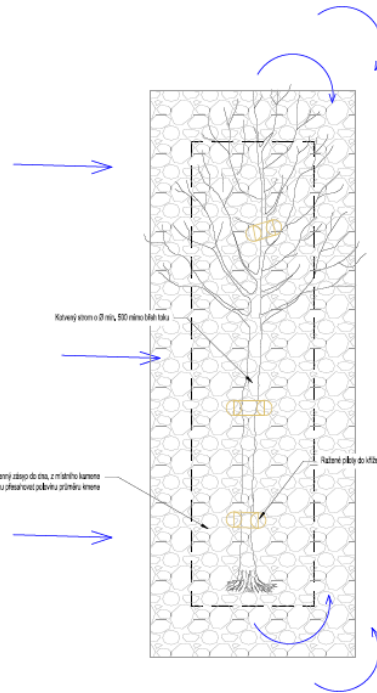 Kotvený strom o Ø min. 500 mimo břeh toku
enný zásyp do dna, z místního kamene
u přesahovat polovinu průměru kmene
Ražené piloty do kříže